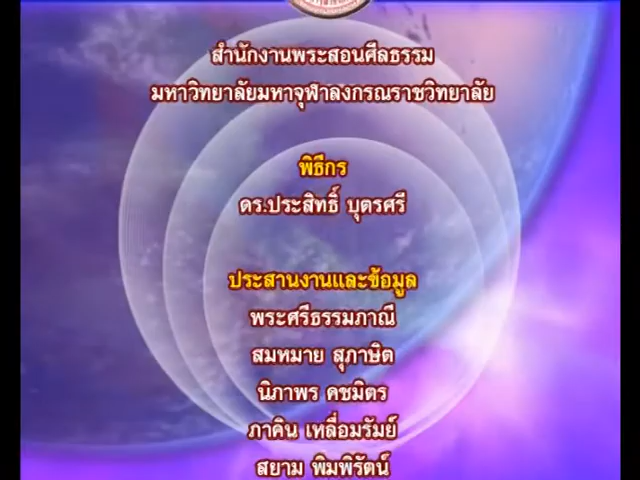 สำนักงานพระสอนศีลธรรม
มหาวิทยาลัยมหาจุฬาลงกรณราชวิทยาลัย
พิธีกร
ดร.ประสิทธิ์ บุตรศรี
ประสานงานและข้อมูล
พระศรีธรรมภาณี
สมหมาย สุภาษิต
นิภาพร คชมิตร
ภาคิน เหลื่อมรัมย์
สยาม พิมพิรัตน์